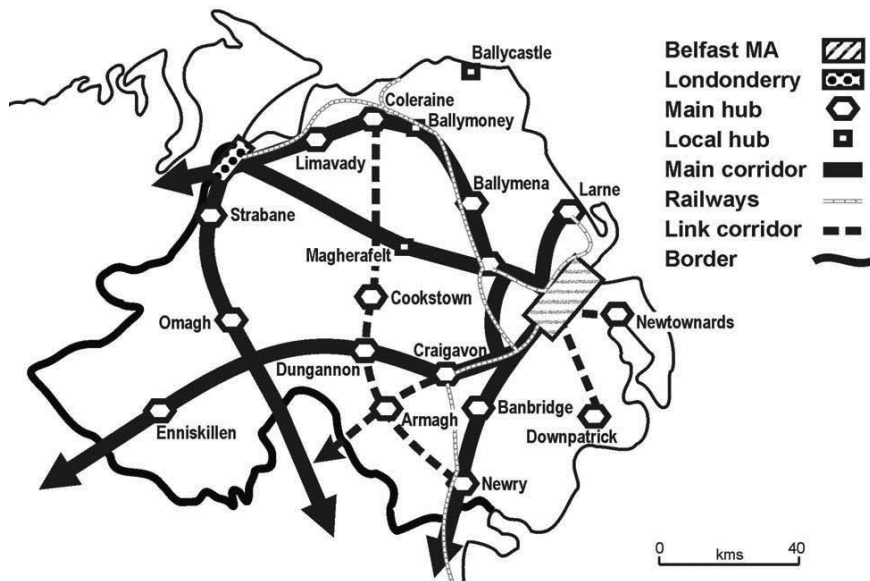 Ballycastle
Coleraine
Ballymoney
Limavady
Ballymena
Larne
Strabane
Magherafelt
Cookstown
Omagh
Newtownards
Craigavon
Dungannon
Banbridge
Armagh
Enniskillen
Downpatrick
Newry
Belfast MA
Londonderry
Main hub
Local hub
Main corridor
Railways
Link corridor
Border
0 40
kms